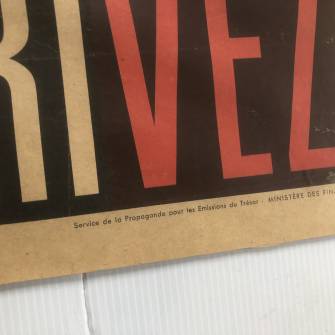 RIVEZ
Service de la Propagande pour les Emissions du Trésor - MINISTÈRE DES FIN